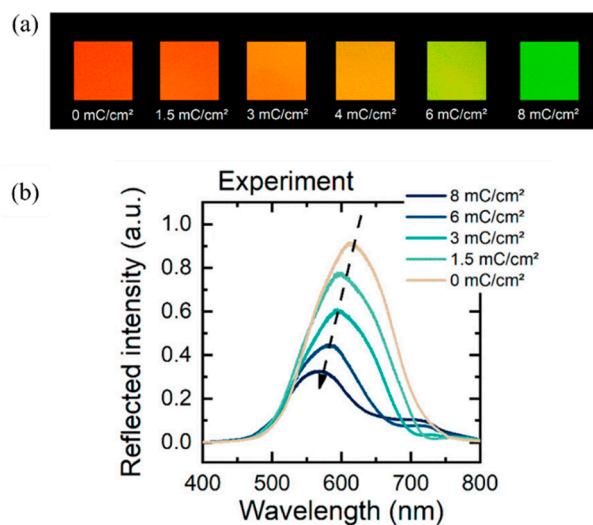 (a)
0 mC/cm² 1.5 mC/cm² 3 mC/cm² 4 mC/cm² 6 mC/cm² 8 mC/cm²
(b)
Experiment
8 mC/cm²
6 mC/cm²
3 mC/cm²
1.5 mC/cm²
0 mC/cm²
Reflected intensity (a.u.)
1.0
0.8
0.6
0.4
0.2
0.0
400 500 600 700 800
Wavelength (nm)